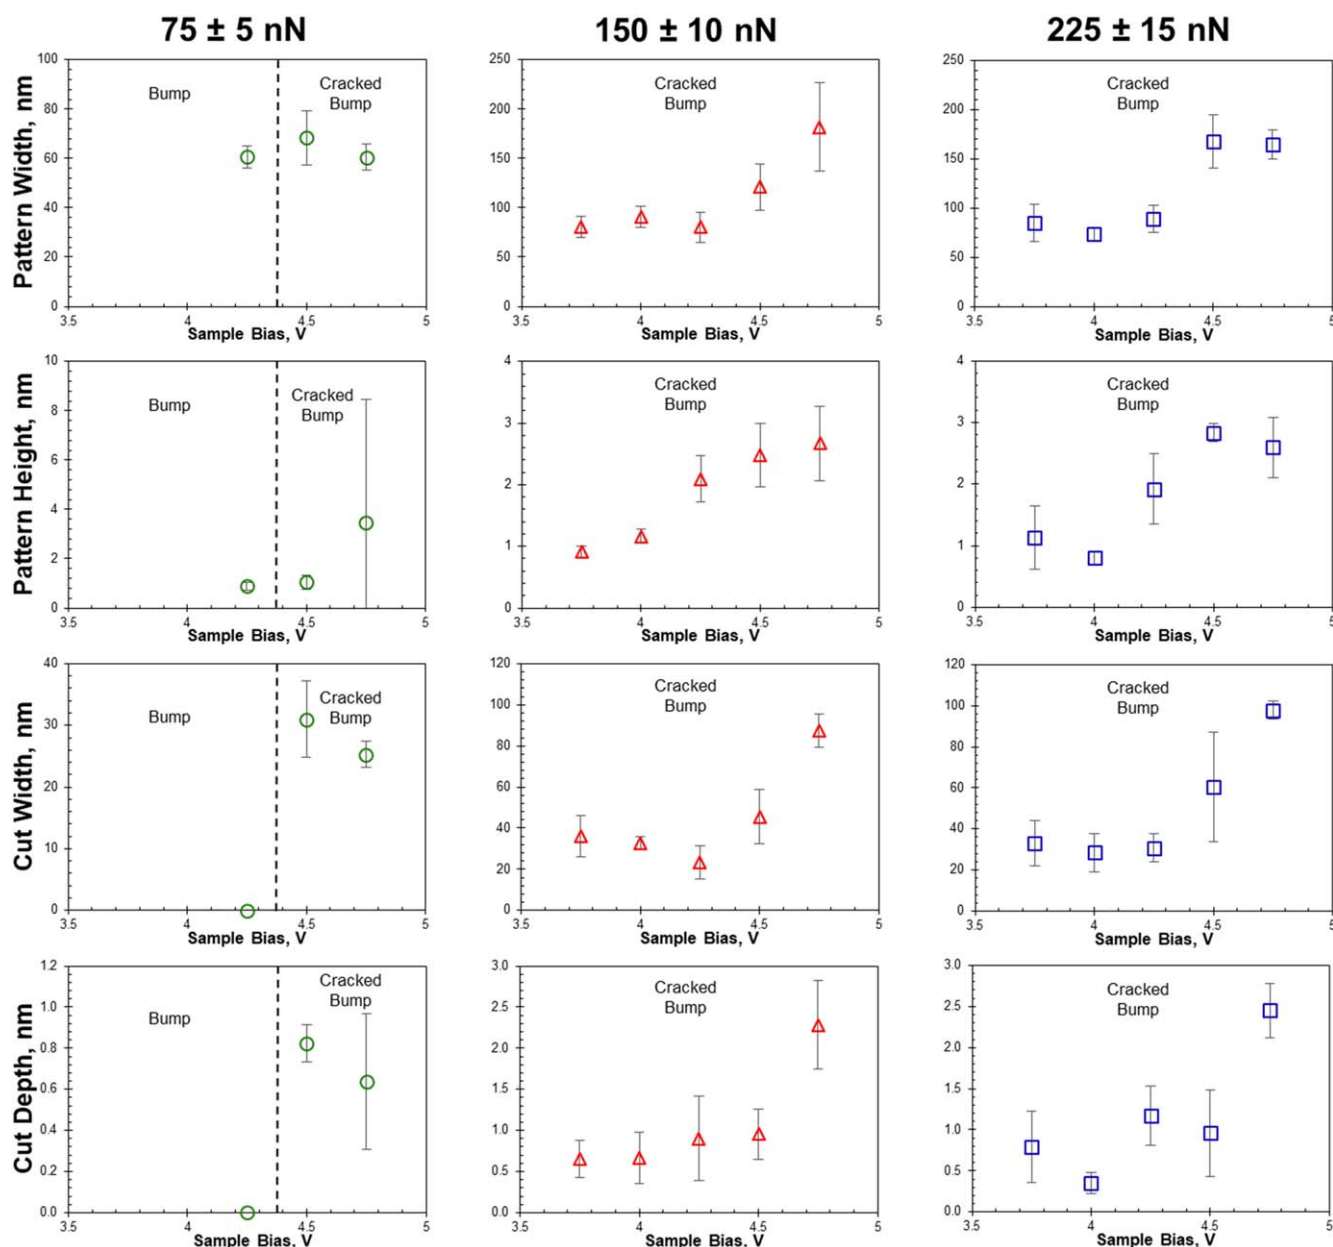 75 ± 5 nN
150 ± 10 nN
225 ± 15 nN
Pattern Width, nm
100
80
60
40
20
0
Bump
Cracked
Bump
3.5
4
4.5
5
Sample Bias, V
250
200
150
100
50
0
Cracked
Bump
3.5
4
4.5
5
Sample Bias, V
250
200
150
100
50
0
Cracked
Bump
3.5
4
4.5
5
Sample Bias, V
Pattern Height, nm
10
8
6
4
2
0
Bump
Cracked
Bump
3.5
4
4.5
5
Sample Bias, V
4
3
2
1
0
Cracked
Bump
3.5
4
4.5
5
Sample Bias, V
4
3
2
1
0
Cracked
Bump
3.5
4
4.5
5
Sample Bias, V
Cut Width, nm
40
30
20
10
0
Bump
Cracked
Bump
3.5
4
4.5
5
Sample Bias, V
120
100
80
60
40
20
0
Cracked
Bump
3.5
4
4.5
5
Sample Bias, V
120
100
80
60
40
20
0
Cracked
Bump
3.5
4
4.5
5
Sample Bias, V
Cut Depth, nm
1.2
1.0
0.8
0.6
0.4
0.2
0.0
Bump
Cracked
Bump
3.5
4
4.5
5
Sample Bias, V
3.0
2.5
2.0
1.5
1.0
0.5
0.0
Cracked
Bump
3.5
4
4.5
5
Sample Bias, V
3.0
2.5
2.0
1.5
1.0
0.5
0.0
Cracked
Bump
3.5
4
4.5
5
Sample Bias, V